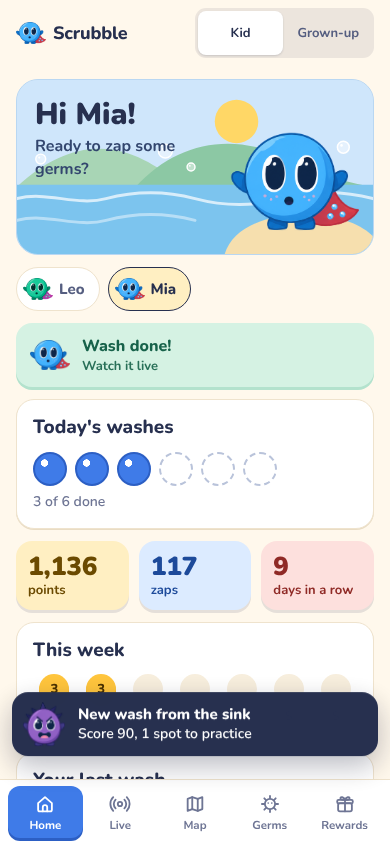 Scrubble
Kid
Grown-up
Hi Mia!
Ready to zap some
germs?
Leo
Mia
Wash done!
Watch it live
Today's washes
3 of 6 done
1,136
points
117
zaps
9
days in a row
This week
3
3
New wash from the sink
Score 90, 1 spot to practice
Your last wash
Home
Live
Map
Germs
Rewards